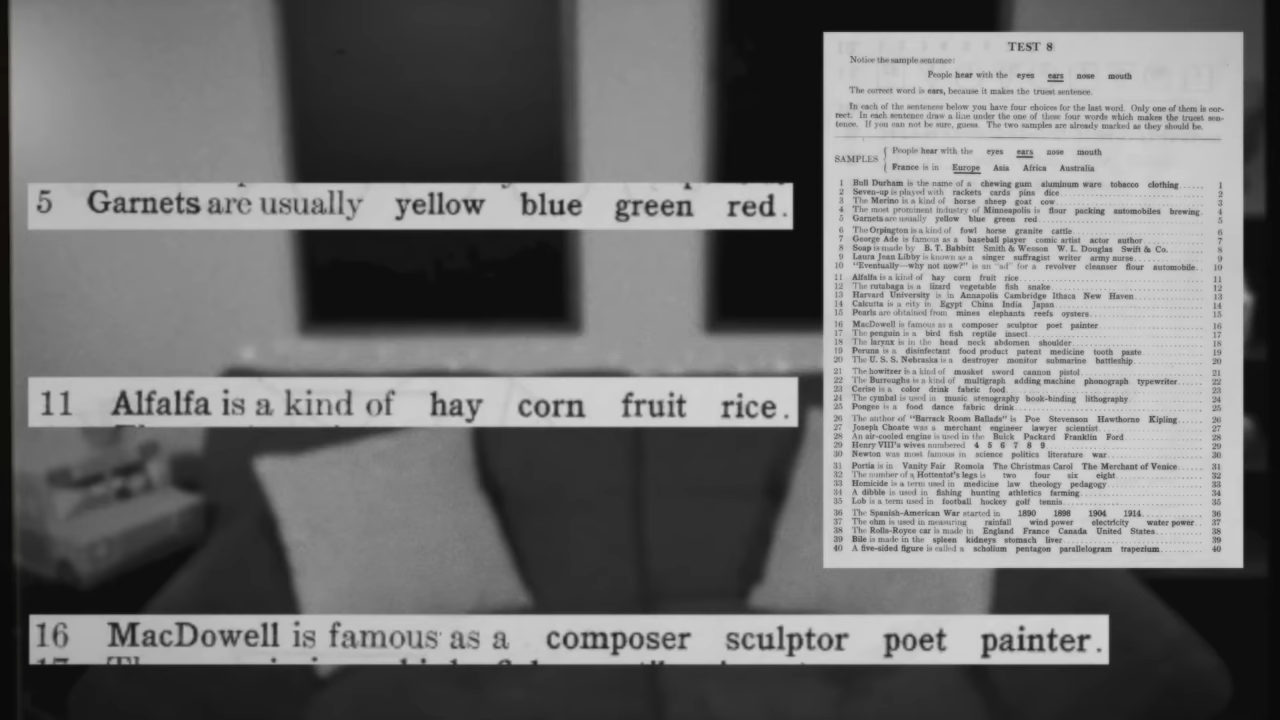 5 Garnets are usually yellow blue green red.
11 Alfalfa is a kind of hay corn fruit rice.
16 MacDowell is famous as a composer sculptor poet painter.
TEST 8
Notice the sample sentence:
People hear with the eyes ears nose mouth
The correct word is ears, because it makes the truest sentence.
In each of the sentences below you have four choices for the last word. Only one of them is cor-
rect. In each sentence draw a line under the one of these four words which makes the truest sen-
tence. If you can not be sure, guess. The two samples are already marked as they should be.
SAMPLES
People hear with the eyes ears nose mouth
France is in Europe Asia Africa Australia
1 Bull Durham is the name of a chewing gum aluminum ware tobacco clothing 1
2 Seven-up is played with rackets cards pins dice 2
3 The Merino is a kind of horse sheep goat cow 3
4 The most prominent industry of Minneapolis is flour packing automobiles brewing 4
5 Garnets are usually yellow blue green red 5
6 The Orpington is a kind of fowl horse granite cattle 6
7 George Ade is famous as a baseball player comic artist actor author 7
8 Soap is made by B. T. Babbitt Smith & Wesson W. L. Douglas Swift & Co. 8
9 Laura Jean Libby is known as a singer suffragist writer army nurse 9
10 "Eventually—why not now?" is an "ad" for a revolver cleanser flour automobile 10
11 Alfalfa is a kind of hay corn fruit rice 11
12 The rutabaga is a lizard vegetable fish snake 12
13 Harvard University is in Annapolis Cambridge Ithaca New Haven 13
14 Calcutta is a city in Egypt China India Japan 14
15 Pearls are obtained from mines elephants reefs oysters 15
16 MacDowell is famous as a composer sculptor poet painter 16
17 The penguin is a bird fish reptile insect 17
18 The larynx is in the head neck abdomen shoulder 18
19 Peruna is a disinfectant food product patent medicine tooth paste 19
20 The U. S. S. Nebraska is a destroyer monitor submarine battleship 20
21 The howitzer is a kind of musket sword cannon pistol 21
22 The Burroughs is a kind of multigraph adding machine phonograph typewriter 22
23 Cerise is a color drink fabric food 23
24 The cymbal is used in music stenography book-binding lithography 24
25 Pongee is a food dance fabric drink 25
26 The author of "Barrack Room Ballads" is Poe Stevenson Hawthorne Kipling 26
27 Joseph Choate was a merchant engineer lawyer scientist 27
28 An air-cooled engine is used in the Buick Packard Franklin Ford 28
29 Henry VIII's wives numbered 4 5 6 7 8 9 29
30 Newton was most famous in science politics literature war 30
31 Portia is in Vanity Fair Romola The Christmas Carol The Merchant of Venice 31
32 The number of a Hottentot's legs is two four six eight 32
33 Homicide is a term used in medicine law theology pedagogy 33
34 A dibble is used in fishing hunting athletics farming 34
35 Lob is a term used in football hockey golf tennis 35
36 The Spanish-American War started in 1890 1898 1904 1914 36
37 The ohm is used in measuring rainfall wind power electricity water power 37
38 The Rolls-Royce car is made in England France Canada United States 38
39 Bile is made in the spleen kidneys stomach liver 39
40 A five-sided figure is called a scholium pentagon parallelogram trapezium 40